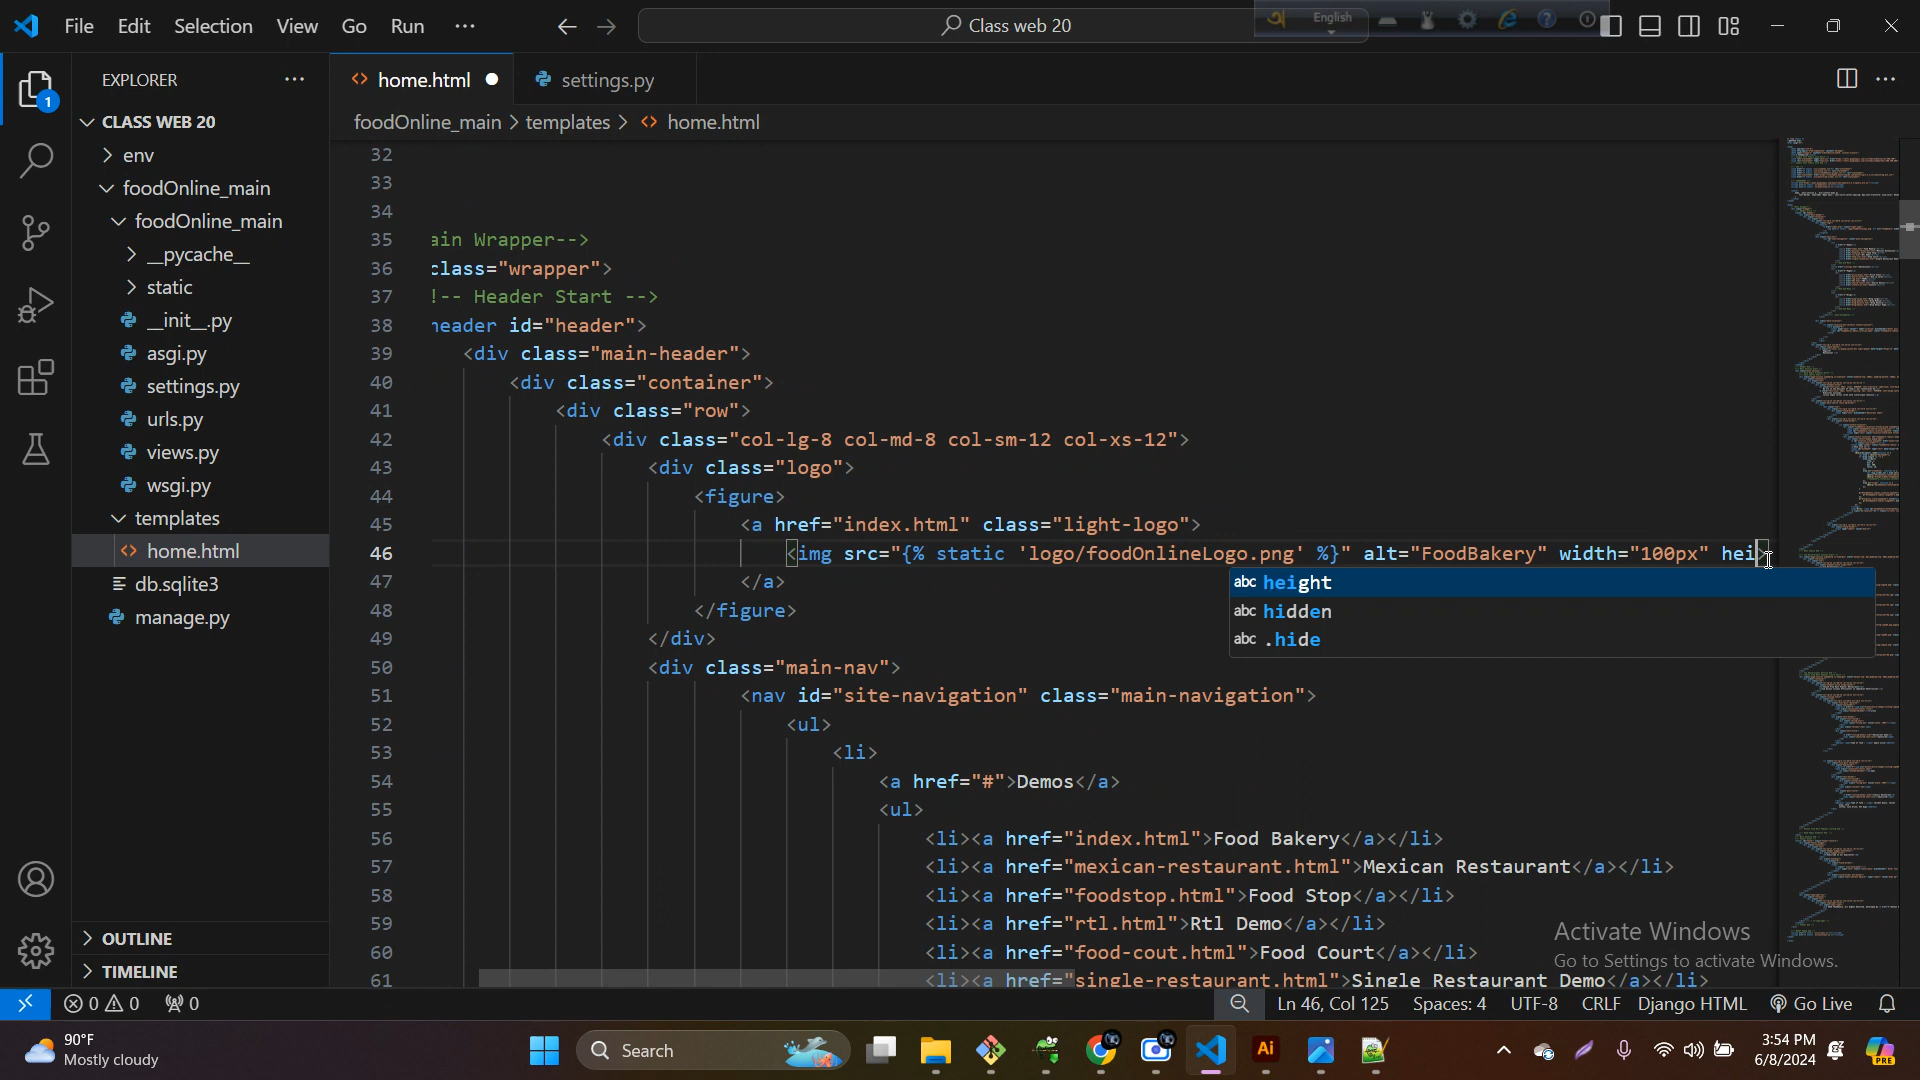 File Edit Selection View Go Run ···
Class web 20
English
EXPLORER
home.html
settings.py
1
CLASS WEB 20
foodOnline_main > templates > home.html
env
foodOnline_main
foodOnline_main
__pycache__
static
__init__.py
asgi.py
settings.py
urls.py
views.py
wsgi.py
templates
home.html
db.sqlite3
manage.py
OUTLINE
TIMELINE
32
33
34
35 ain Wrapper-->
36 class="wrapper">
37 !-- Header Start -->
38 header id="header">
39 <div class="main-header">
40 <div class="container">
41 <div class="row">
42 <div class="col-lg-8 col-md-8 col-sm-12 col-xs-12">
43 <div class="logo">
44 <figure>
45 <a href="index.html" class="light-logo">
46 <img src="{% static 'logo/foodOnlineLogo.png' %}" alt="FoodBakery" width="100px" hei>
47 </a>
abc height
48 </figure>
abc hidden
49 </div>
abc .hide
50 <div class="main-nav">
51 <nav id="site-navigation" class="main-navigation">
52 <ul>
53 <li>
54 <a href="#">Demos</a>
55 <ul>
56 <li><a href="index.html">Food Bakery</a></li>
57 <li><a href="mexican-restaurant.html">Mexican Restaurant</a></li>
58 <li><a href="foodstop.html">Food Stop</a></li>
59 <li><a href="rtl.html">Rtl Demo</a></li>
60 <li><a href="food-cout.html">Food Court</a></li>
61 <li><a href="single-restaurant.html">Single Restaurant Demo</a></li>
Activate Windows
Go to Settings to activate Windows.
0 0 0 Ln 46, Col 125 Spaces: 4 UTF-8 CRLF Django HTML Go Live
90°F
Mostly cloudy
Search
Ai
3:54 PM
6/8/2024
PRE